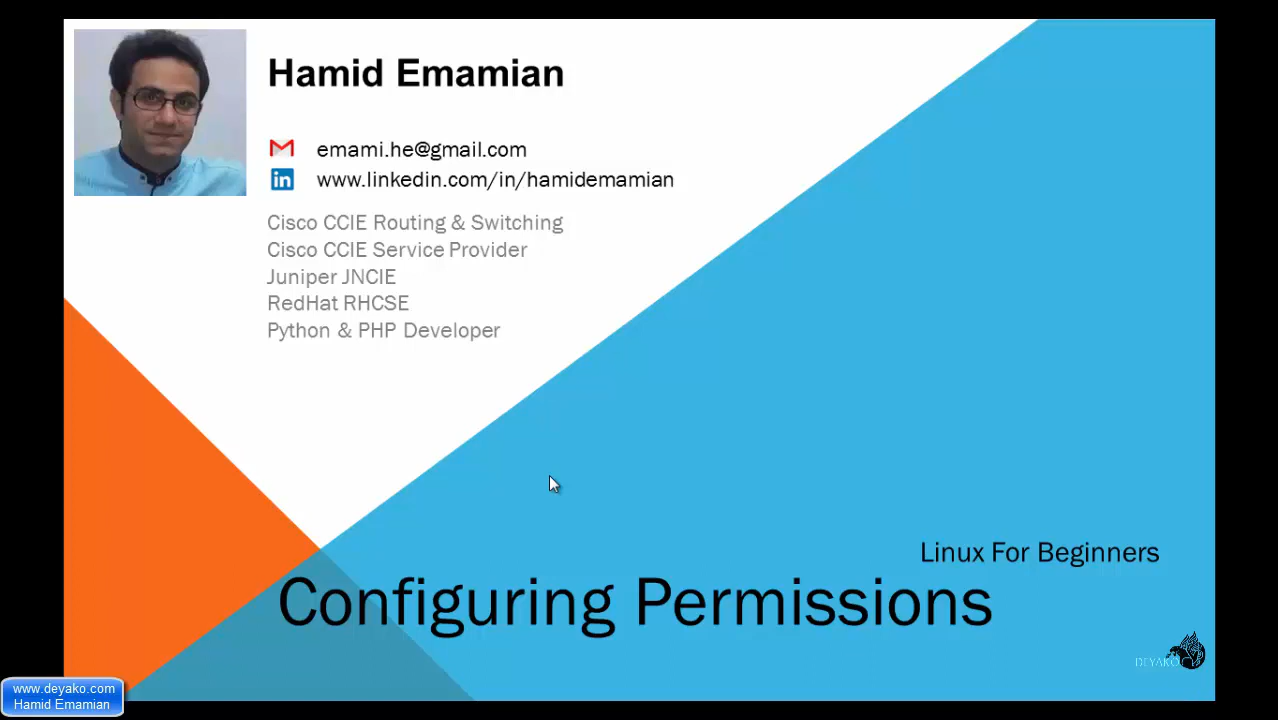 Hamid Emamian
emami.he@gmail.com
in
www.linkedin.com/in/hamidemamian
Cisco CCIE Routing & Switching
Cisco CCIE Service Provider
Juniper JNCIE
RedHat RHCSE
Python & PHP Developer
Linux For Beginners
Configuring Permissions
DEYAKO
www.deyako.com
Hamid Emamian